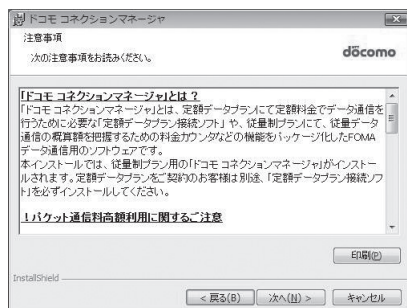 ドコモ コネクションマネージャ
注意事項
次の注意事項をお読みください。
döcomo
「ドコモ コネクションマネージャ」とは?
「ドコモ コネクションマネージャ」とは、定額データプランにて定額料金でデータ通信を
行うために必要な「定額データプラン接続ソフト」や、従量制プランにて、従量データ
通信の概算額を把握するための料金カウンタなどの機能をパッケージ化したFOMA
データ通信用のソフトウェアです。
本インストールでは、従量制プラン用の「ドコモ コネクションマネージャ」がインストー
ルされます。定額データプランをご契約のお客様は別途、「定額データプラン接続ソフ
ト」を必ずインストールしてください。
!パケット通信料高額利用に関するご注意
印刷(P)
InstallShield
< 戻る(B)
次へ(N) >
キャンセル